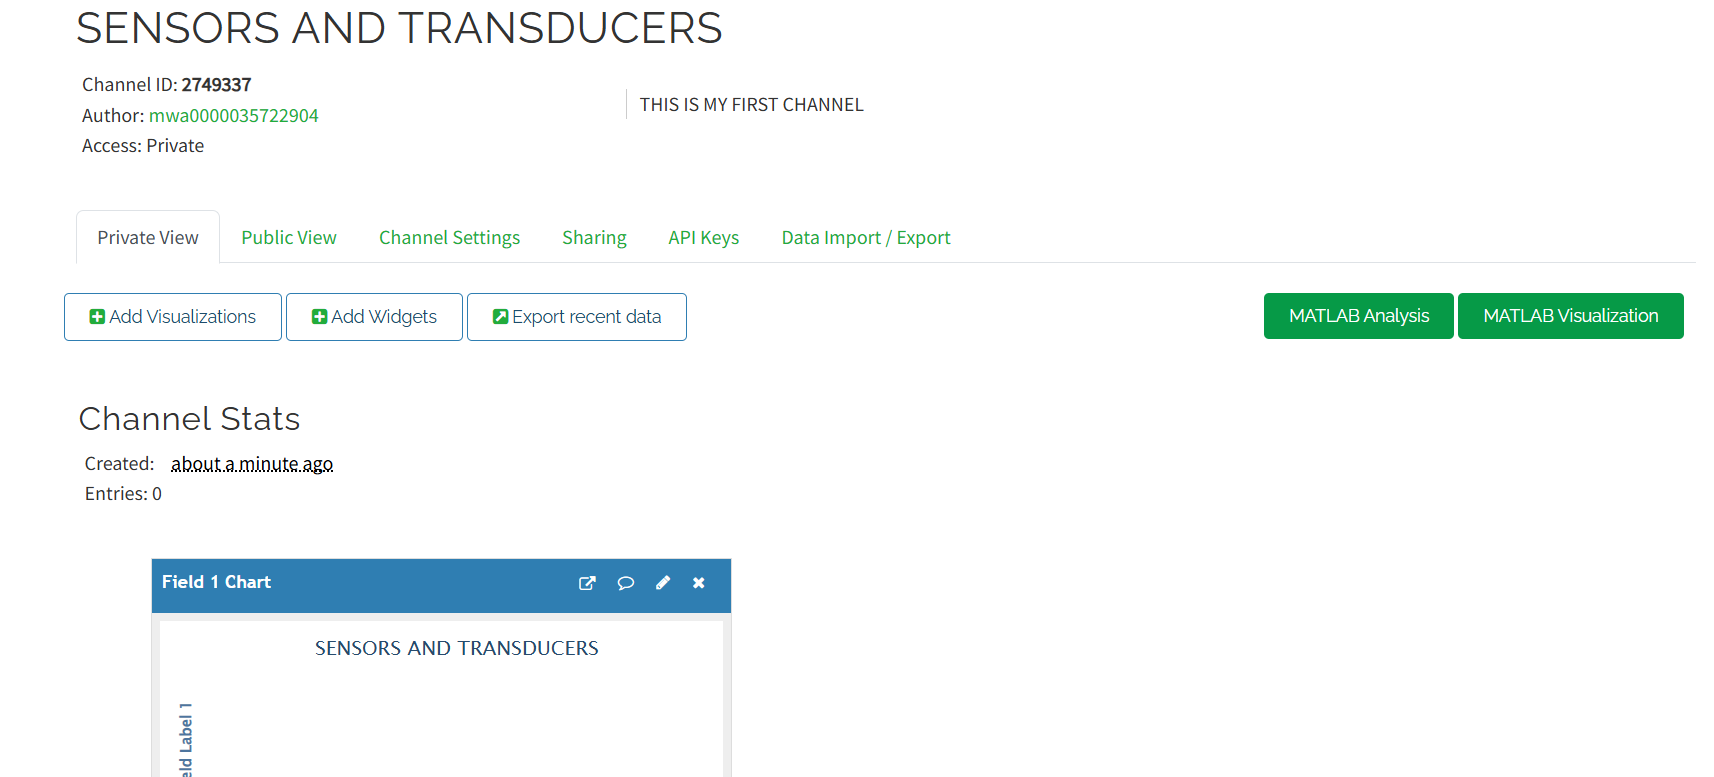 SENSORS AND TRANSDUCERS
Channel ID: 2749337
Author: mwa0000035722904
Access: Private
THIS IS MY FIRST CHANNEL
Private View
Public View
Channel Settings
Sharing
API Keys
Data Import / Export
Add Visualizations
Add Widgets
Export recent data
MATLAB Analysis
MATLAB Visualization
Channel Stats
Created: about a minute ago
Entries: 0
Field 1 Chart
SENSORS AND TRANSDUCERS
eld Label 1